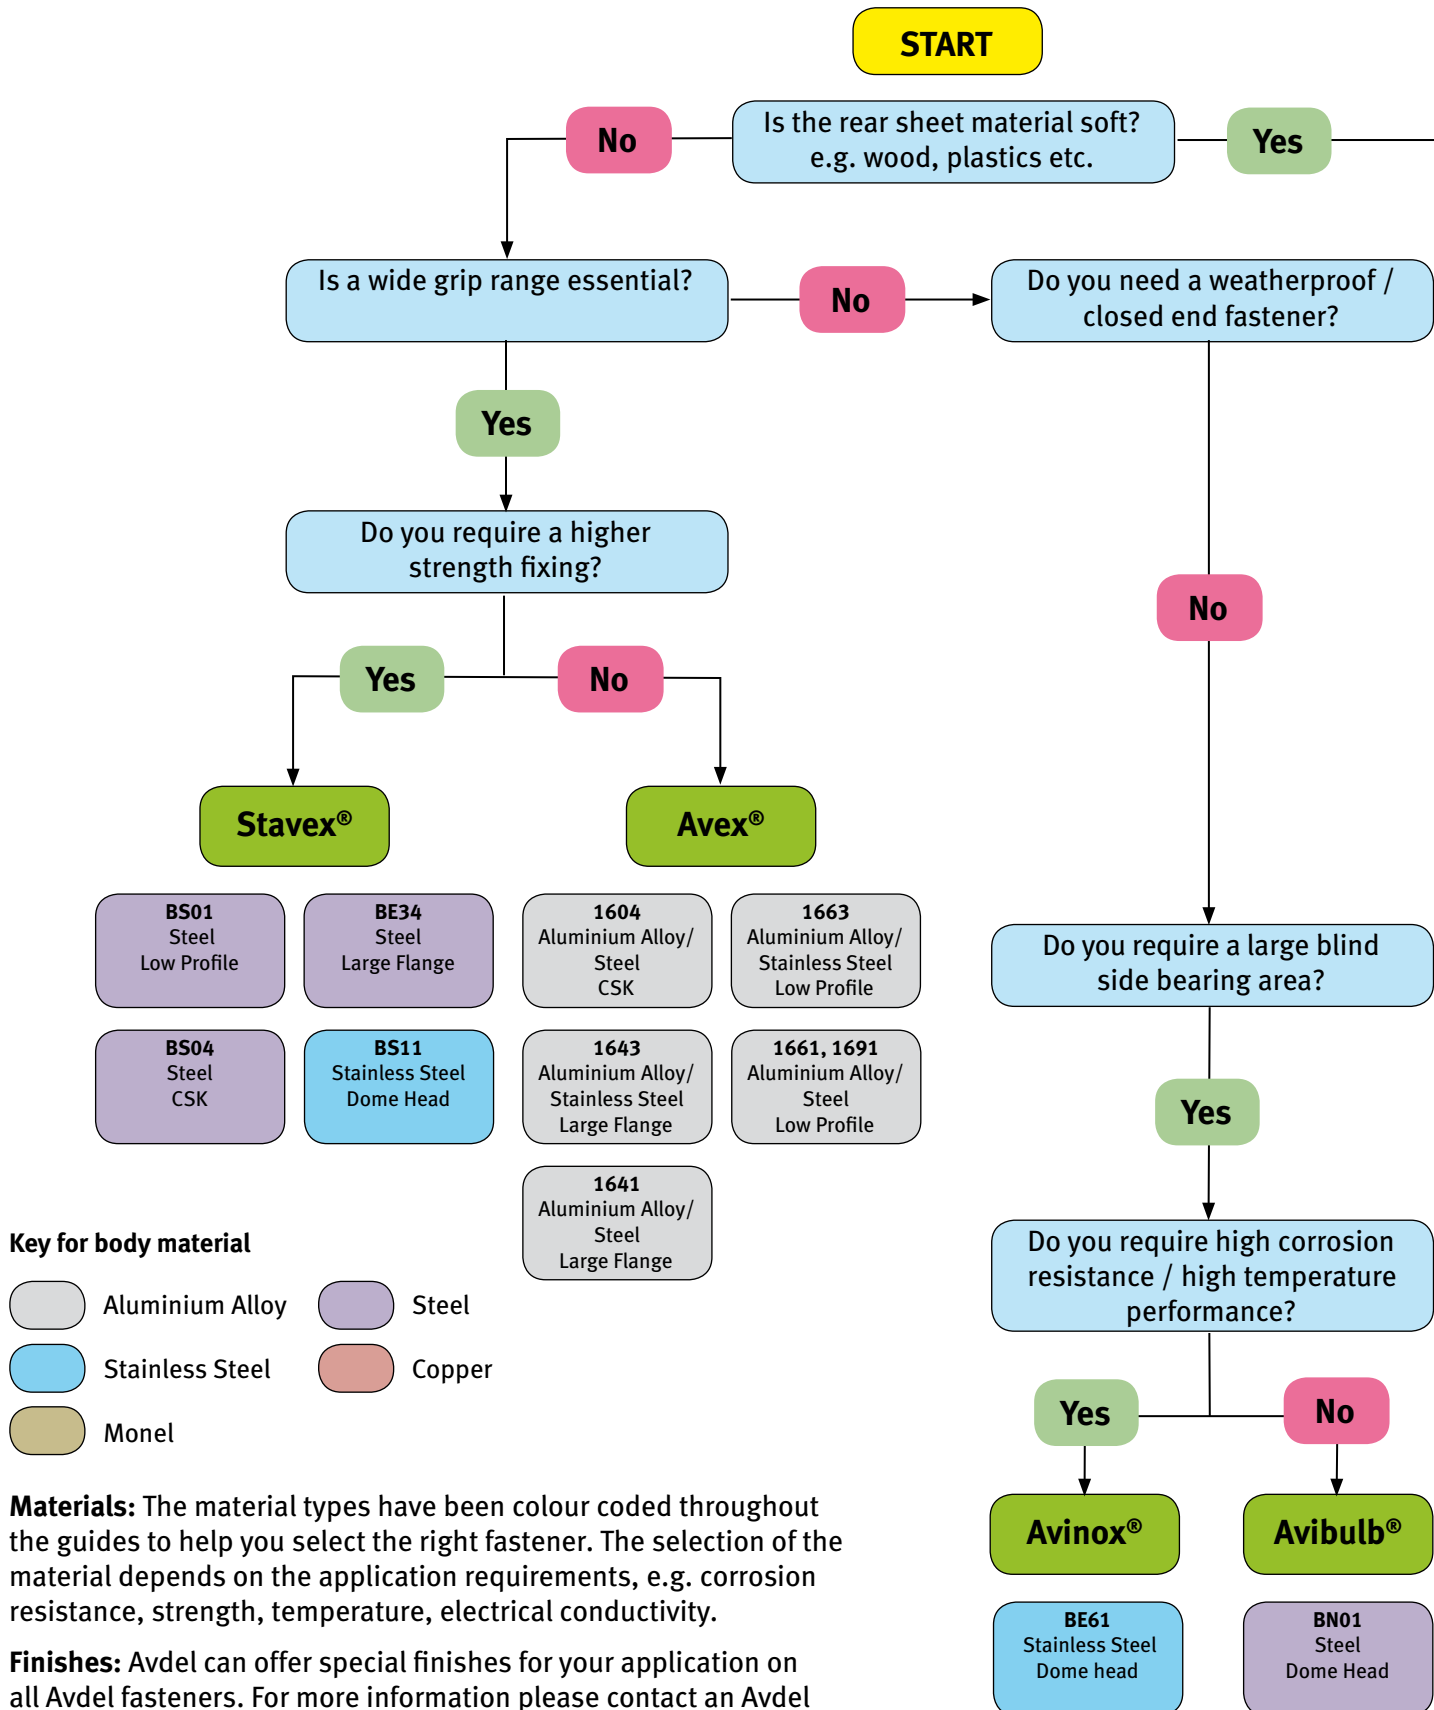 START
No
Is the rear sheet material soft?
e.g. wood, plastics etc.
Yes
Is a wide grip range essential?
No
Do you need a weatherproof /
closed end fastener?
Yes
Do you require a higher
strength fixing?
No
Yes
No
Stavex®
Avex®
BS01
Steel
Low Profile
BE34
Steel
Large Flange
1604
Aluminium Alloy/
Steel
CSK
1663
Aluminium Alloy/
Stainless Steel
Low Profile
Do you require a large blind
side bearing area?
BS04
Steel
CSK
BS11
Stainless Steel
Dome Head
1643
Aluminium Alloy/
Stainless Steel
Large Flange
1661, 1691
Aluminium Alloy/
Steel
Low Profile
Yes
1641
Aluminium Alloy/
Steel
Large Flange
Do you require high corrosion
resistance / high temperature
performance?
Key for body material
Aluminium Alloy
Steel
Stainless Steel
Copper
Monel
Yes
No
Avinox®
Avibulb®
BE61
Stainless Steel
Dome head
BN01
Steel
Dome Head
Materials: The material types have been colour coded throughout
the guides to help you select the right fastener. The selection of the
material depends on the application requirements, e.g. corrosion
resistance, strength, temperature, electrical conductivity.
Finishes: Avdel can offer special finishes for your application on
all Avdel fasteners. For more information please contact an Avdel